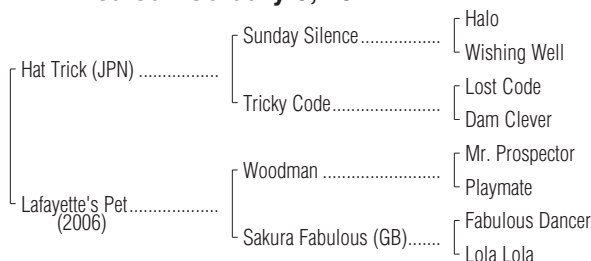 Halo
Sunday Silence
Wishing Well
Hat Trick (JPN)
Lost Code
Tricky Code
Dam Clever
Mr. Prospector
Woodman
Playmate
Lafayette's Pet
(2006)
Fabulous Dancer
Sakura Fabulous (GB)
Lola Lola